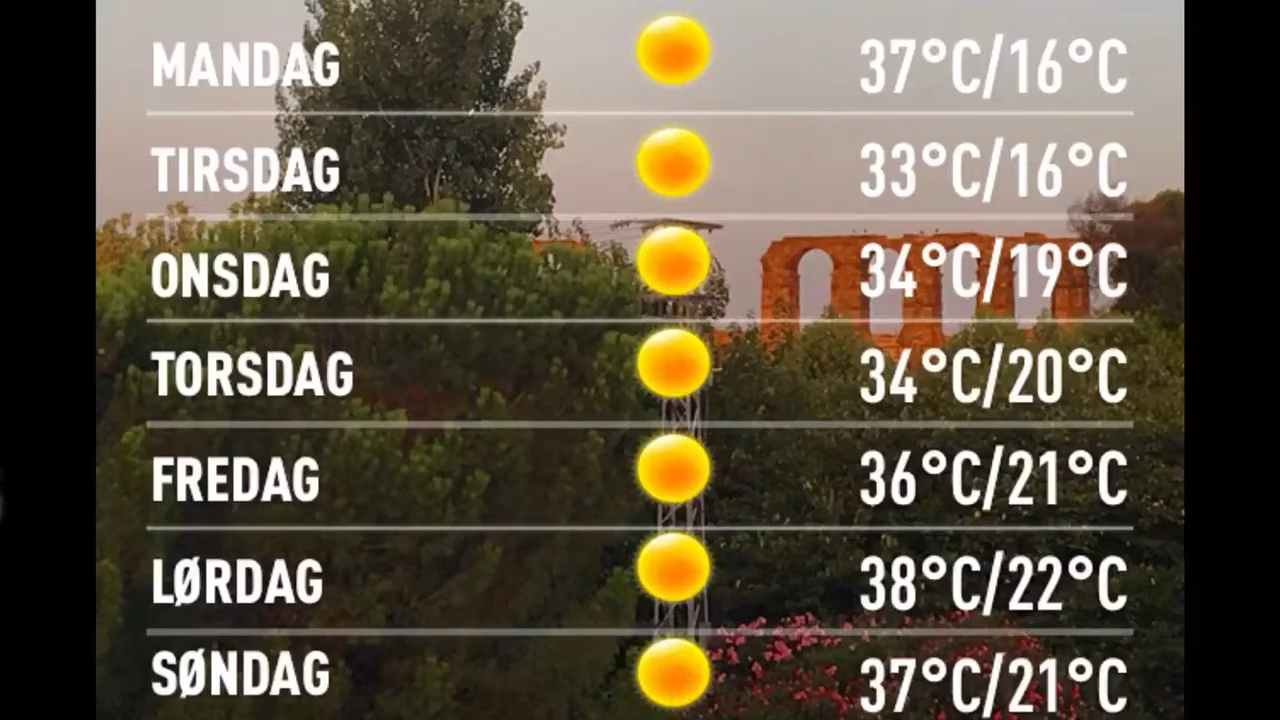 MANDAG 37°C/16°C
TIRSDAG 33°C/16°C
ONSDAG 34°C/19°C
TORSDAG 34°C/20°C
FREDAG 36°C/21°C
LØRDAG 38°C/22°C
SØNDAG 37°C/21°C